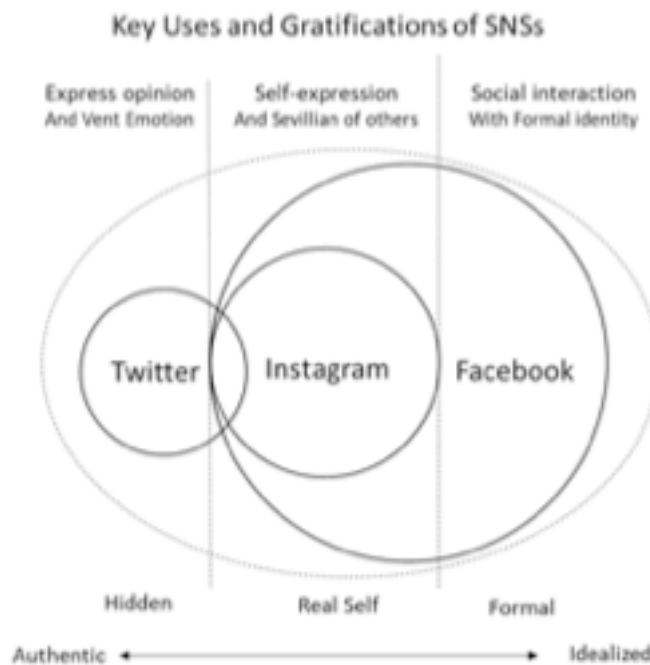 Key Uses and Gratifications of SNSs
Express opinion
And Vent Emotion
Self-expression
And Sevillian of others
Social interaction
With Formal identity
Twitter
Instagram
Facebook
Hidden
Real Self
Formal
Authentic
Idealized